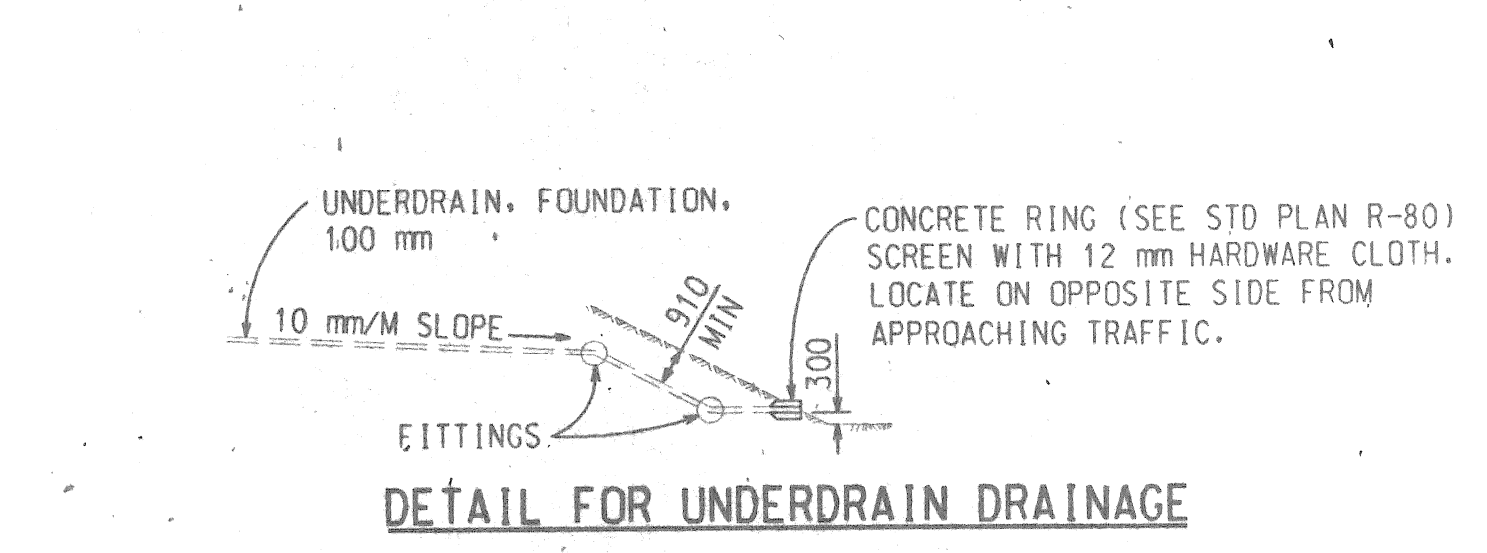 UNDERDRAIN, FOUNDATION,
100 mm
CONCRETE RING (SEE STD PLAN R-80)
SCREEN WITH 12 mm HARDWARE CLOTH.
LOCATE ON OPPOSITE SIDE FROM
APPROACHING TRAFFIC.
10 mm/M SLOPE
910
MIN
300
FITTINGS
DETAIL FOR UNDERDRAIN DRAINAGE